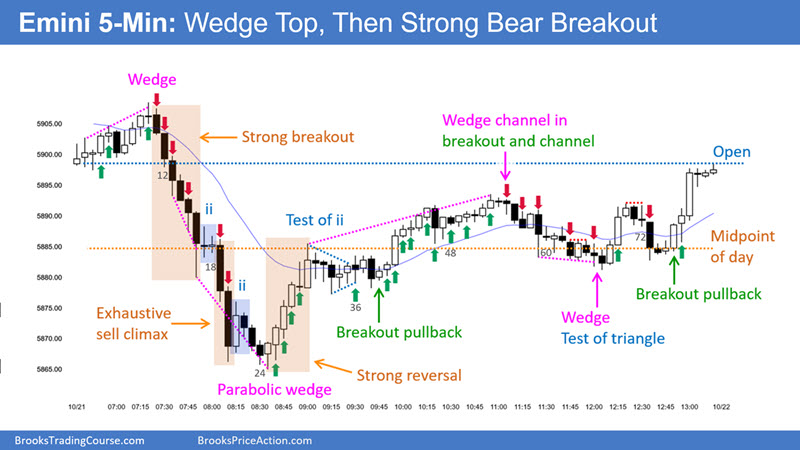 Emini 5-Min: Wedge Top, Then Strong Bear Breakout
Wedge
5905.00
Strong breakout
Wedge channel in
breakout and channel
5900.00
Open
12
5895.00
ii
5890.00
Test of ii
72
5885.00
18
48
60
Midpoint
of day
5880.00
ii
36
Breakout pullback
5875.00
Exhaustive
sell climax
Breakout pullback
Wedge
Test of triangle
5870.00
24
Strong reversal
5865.00
Parabolic wedge
10/21 07:00 07:15 07:30 07:45 08:00 08:15 08:30 08:45 09:00 09:15 09:30 09:45 10:00 10:15 10:30 10:45 11:00 11:15 11:30 11:45 12:00 12:15 12:30 12:45 13:00 10/22
BrooksTradingCourse.com BrooksPriceAction.com